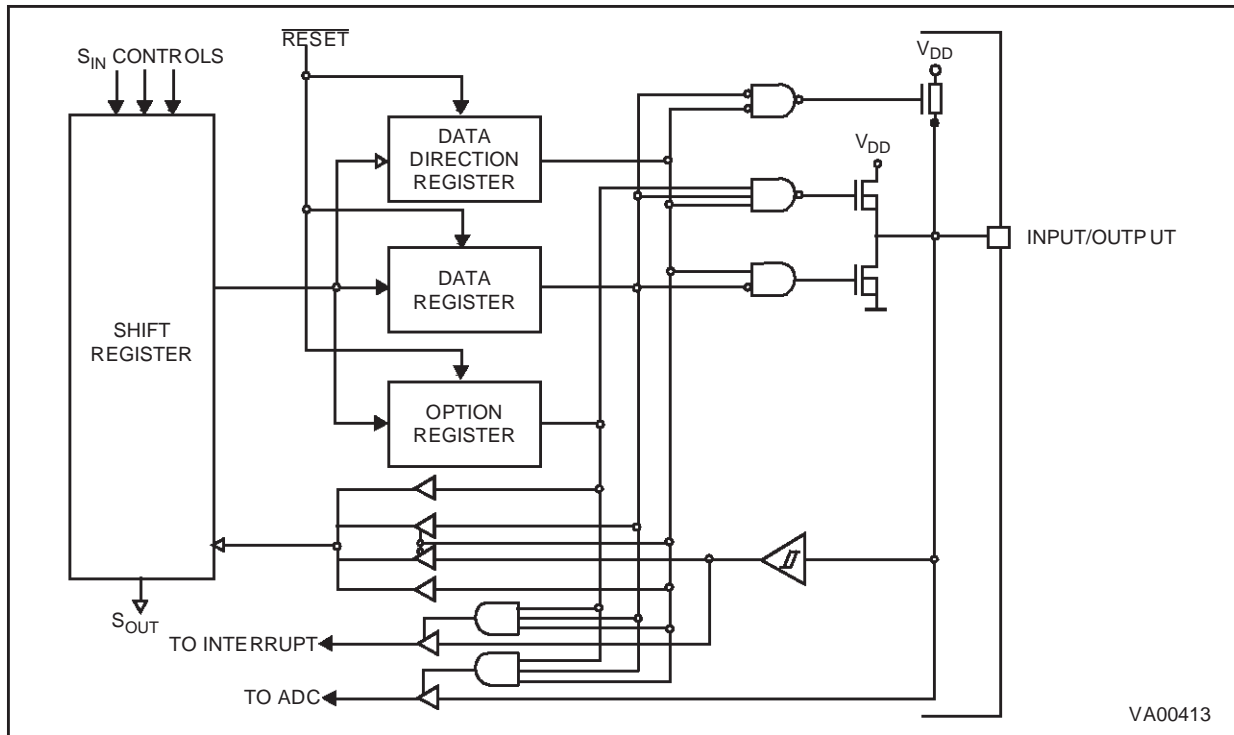 RESET
S_IN CONTROLS
V_DD
DATA
DIRECTION
REGISTER
V_DD
INPUT/OUTPUT
DATA
REGISTER
SHIFT
REGISTER
OPTION
REGISTER
S_OUT
TO INTERRUPT
TO ADC
VA00413